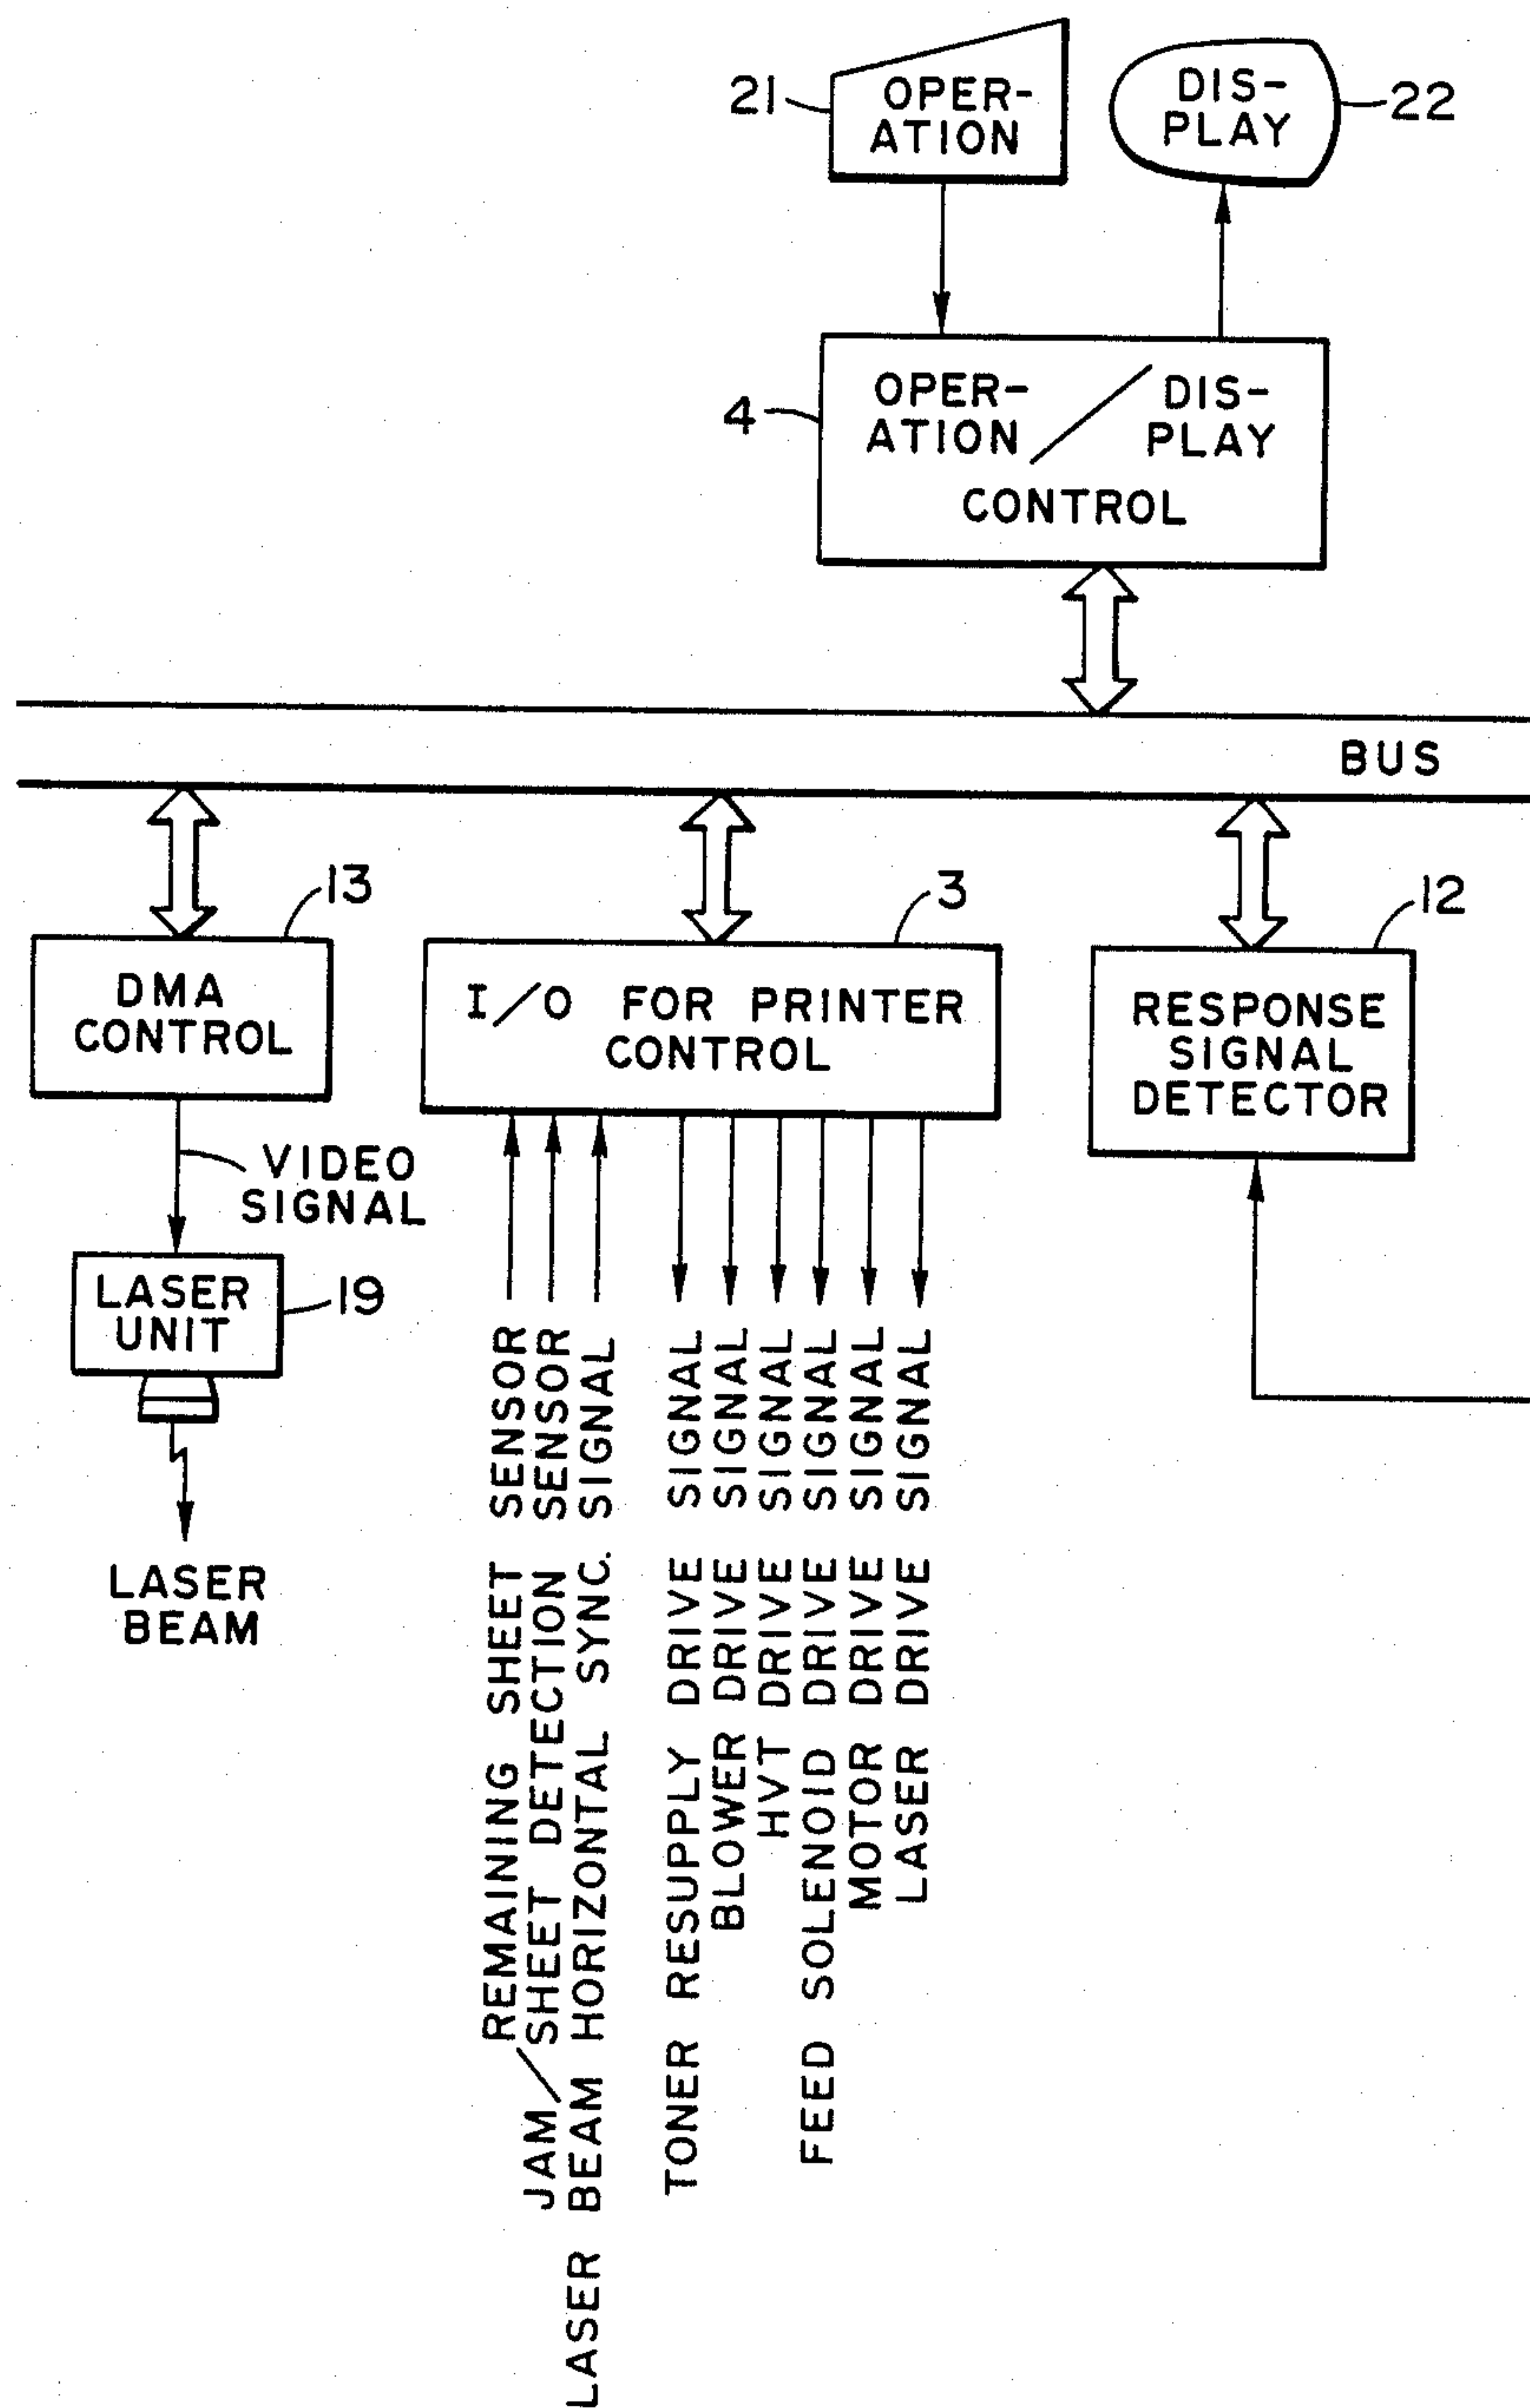 21
OPER-
ATION
DIS-
PLAY
22
4
OPER-
ATION
/
DIS-
PLAY
CONTROL
BUS
13
DMA
CONTROL
3
I/O FOR PRINTER
CONTROL
12
RESPONSE
SIGNAL
DETECTOR
VIDEO
SIGNAL
LASER
UNIT
19
LASER
BEAM
REMAINING SHEET SENSOR
JAM/SHEET DETECTION SENSOR
LASER BEAM HORIZONTAL SYNC. SIGNAL
TONER RESUPPLY DRIVE SIGNAL
BLOWER DRIVE SIGNAL
HVT DRIVE SIGNAL
FEED SOLENOID DRIVE SIGNAL
MOTOR DRIVE SIGNAL
LASER DRIVE SIGNAL